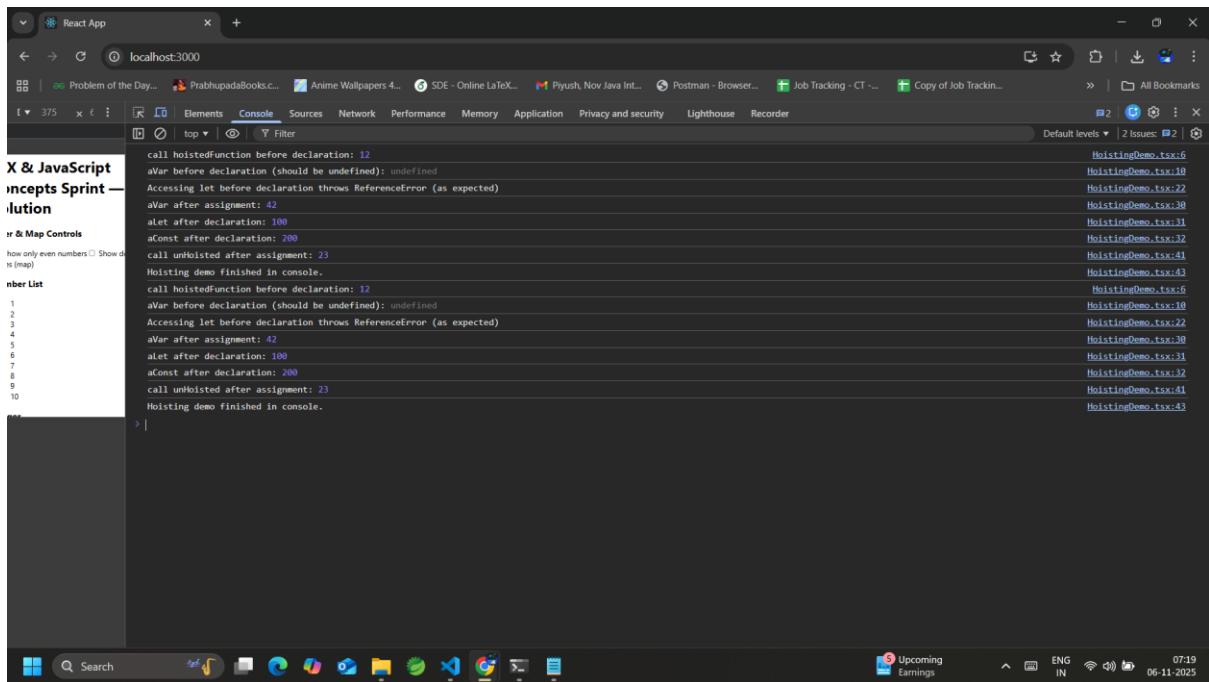 React App
localhost:3000
Problem of the Day... PrabhupadaBooks.c... Anime Wallpapers 4... SDE - Online LaTeX... Piyush, Nov Java Int... Postman - Browser... Job Tracking - CT -... Copy of Job Trackin... » All Bookmarks
375 Elements Console Sources Network Performance Memory Application Privacy and security Lighthouse Recorder 2
top Filter Default levels 2 Issues: 2
X & JavaScript
oncepts Sprint —
olution
er & Map Controls
how only even numbers Show d
es (map)
mber List
1
2
3
4
5
6
7
8
9
10
call hoistedFunction before declaration: 12 HoistingDemo.tsx:6
aVar before declaration (should be undefined): undefined HoistingDemo.tsx:10
Accessing let before declaration throws ReferenceError (as expected) HoistingDemo.tsx:22
aVar after assignment: 42 HoistingDemo.tsx:30
aLet after declaration: 100 HoistingDemo.tsx:31
aConst after declaration: 200 HoistingDemo.tsx:32
call unHoisted after assignment: 23 HoistingDemo.tsx:41
Hoisting demo finished in console. HoistingDemo.tsx:43
call hoistedFunction before declaration: 12 HoistingDemo.tsx:6
aVar before declaration (should be undefined): undefined HoistingDemo.tsx:10
Accessing let before declaration throws ReferenceError (as expected) HoistingDemo.tsx:22
aVar after assignment: 42 HoistingDemo.tsx:30
aLet after declaration: 100 HoistingDemo.tsx:31
aConst after declaration: 200 HoistingDemo.tsx:32
call unHoisted after assignment: 23 HoistingDemo.tsx:41
Hoisting demo finished in console. HoistingDemo.tsx:43
Search
5 Upcoming
Earnings
ENG
IN
07:19
06-11-2025